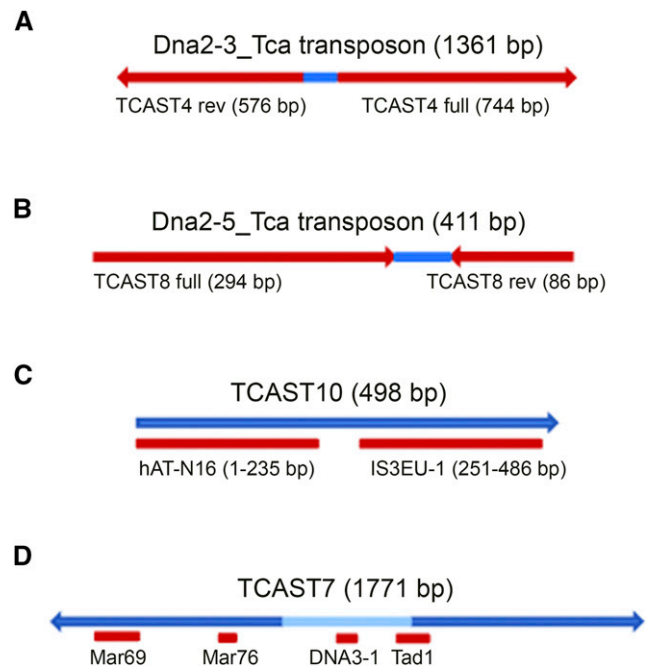 A
Dna2-3_Tca transposon (1361 bp)
TCAST4 rev (576 bp) TCAST4 full (744 bp)
B
Dna2-5_Tca transposon (411 bp)
TCAST8 full (294 bp) TCAST8 rev (86 bp)
C
TCAST10 (498 bp)
hAT-N16 (1-235 bp) IS3EU-1 (251-486 bp)
D
TCAST7 (1771 bp)
Mar69 Mar76 DNA3-1 Tad1